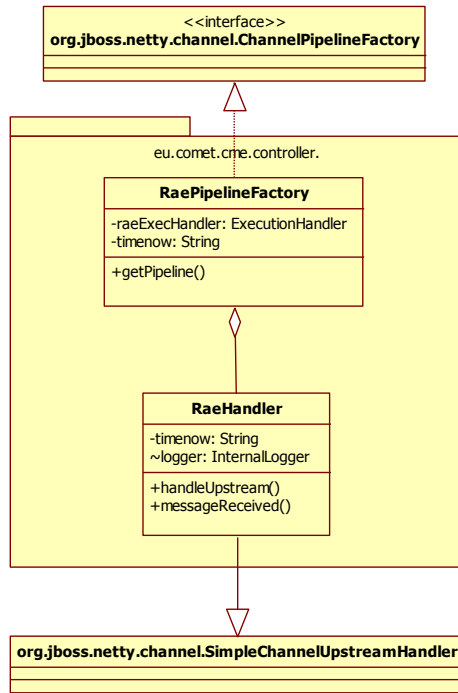 <<interface>>
org.jboss.netty.channel.ChannelPipelineFactory
eu.comet.cme.controller.
RaePipelineFactory
-raeExecHandler: ExecutionHandler
-timenow: String
+getPipeline()
RaeHandler
-timenow: String
~logger: InternalLogger
+handleUpstream()
+messageReceived()
org.jboss.netty.channel.SimpleChannelUpstreamHandler